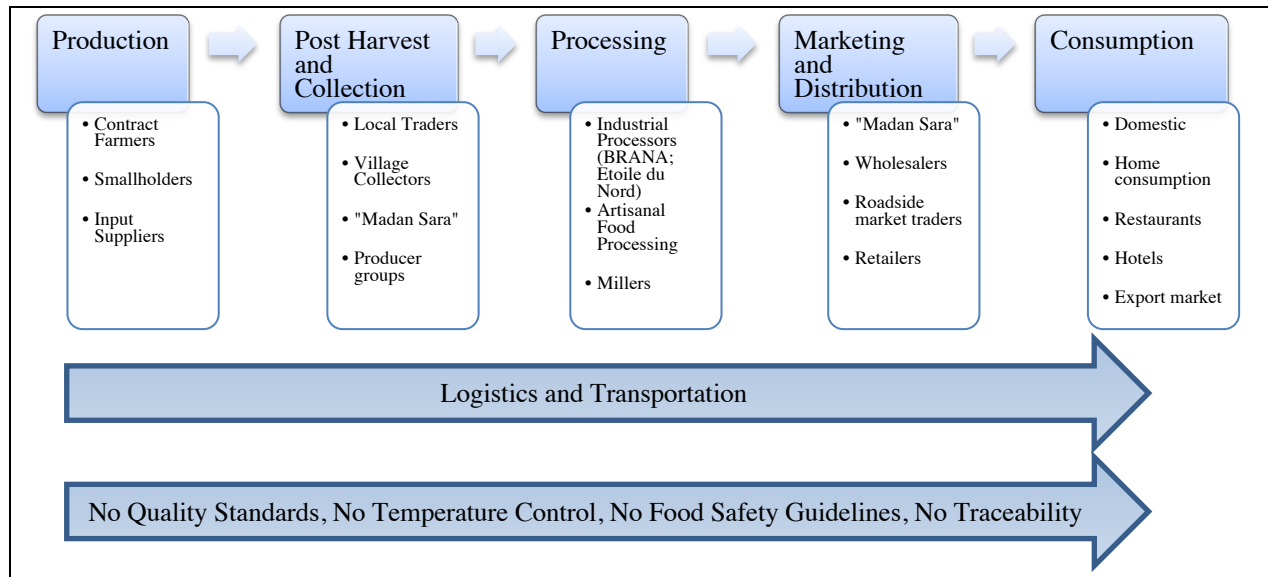 Production
Post Harvest
and
Collection
Processing
Marketing
and
Distribution
Consumption
• Contract
Farmers
• Smallholders
• Input
Suppliers
• Local Traders
• Village
Collectors
• "Madan Sara"
• Producer
groups
• Industrial
Processors
(BRANA;
Etoile du
Nord)
• Artisanal
Food
Processing
• Millers
• "Madan Sara"
• Wholesalers
• Roadside
market traders
• Retailers
• Domestic
• Home
consumption
• Restaurants
• Hotels
• Export market
Logistics and Transportation
No Quality Standards, No Temperature Control, No Food Safety Guidelines, No Traceability